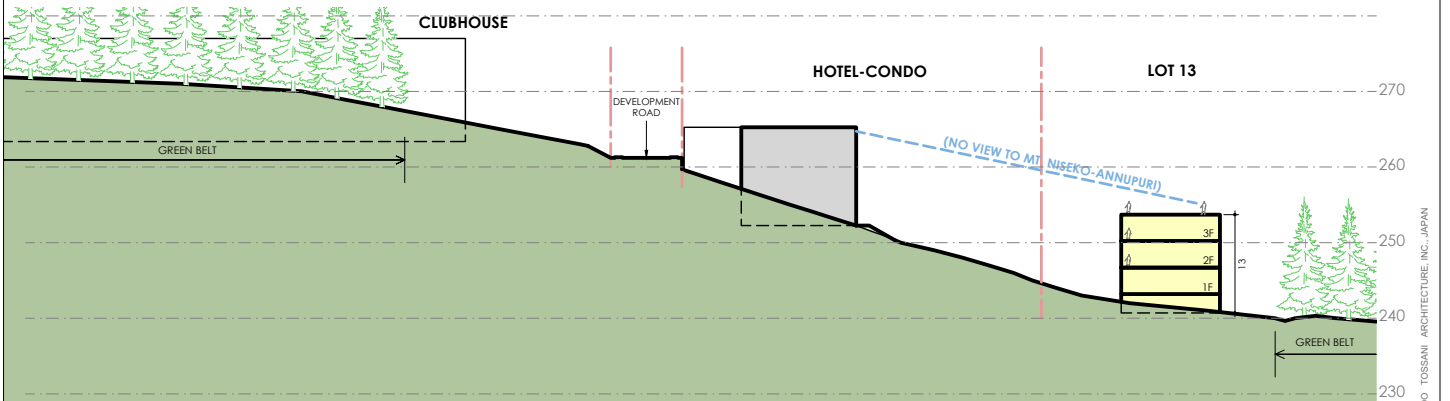 CLUBHOUSE
HOTEL-CONDO
LOT 13
270
DEVELOPMENT
ROAD
GREEN BELT
260
(NO VIEW TO MT. NISEKO-ANNUPURI)
3F
250
2F
13
1F
240
GREEN BELT
230
TOSSANI ARCHITECTURE, INC., JAPAN